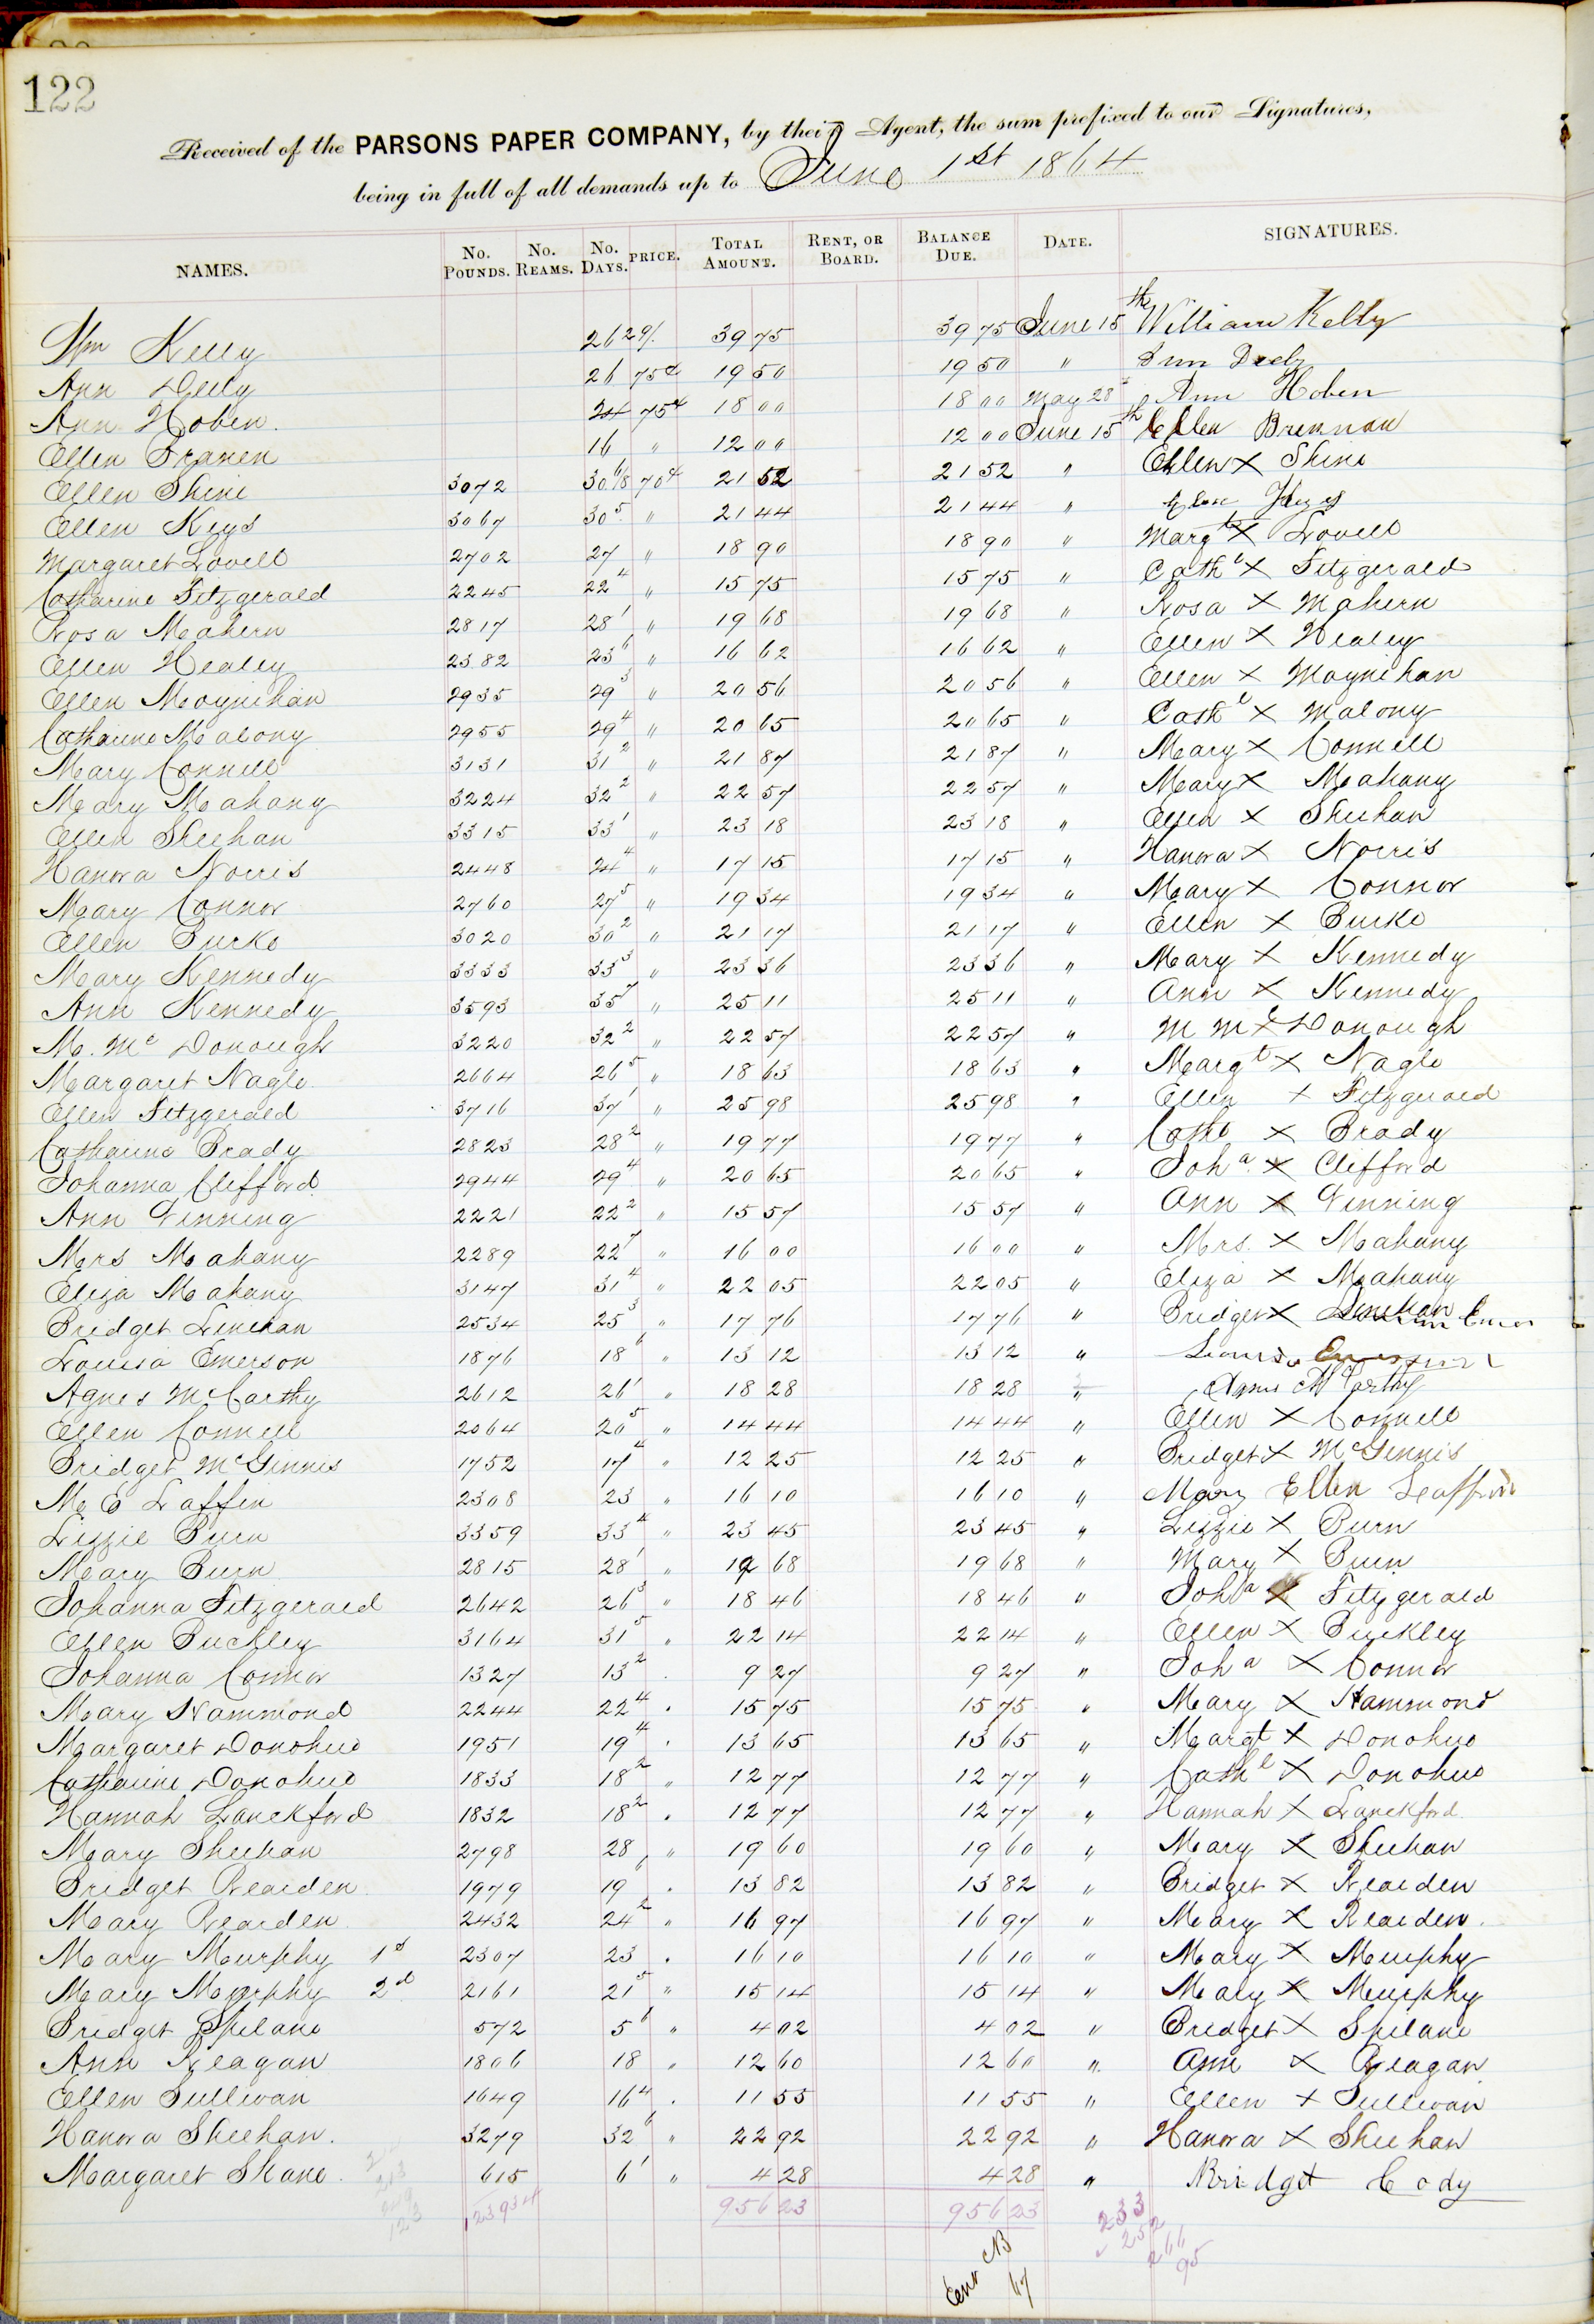 122
Received of the PARSONS PAPER COMPANY, by their Agent, the sum prefixed to our Signatures,
being in full of all demands up to June 1st 1864
NAMES. No. Pounds. No. Reams. No. Days. PRICE. Total Amount. Rent, or Board. Balance Due. Date. SIGNATURES.
Wm Kelly 26 39 75 39 75 June 15th William Kelly
Ann Deely 26 75¢ 19 50 19 50 " Ann Deely
Ann Hoben. 24 75¢ 18 00 18 00 May 28 Ann Hoben
Ellen Branen 16 " 12 00 12 00 June 15th Ellen Brennan
Ellen Shine 3072 30 6/8 70¢ 21 52 21 52 " Ellen X Shine
Ellen Keys 3067 30 5 " 21 44 21 44 " Ellen Keys
Margaret Lovell 2702 27 " 18 90 18 90 " Margt X Lovell
Catharine Fitzgerald 2245 22 4 " 15 75 15 75 " Cathe X Fitzgerald
Rosa Mahern 2817 28 1 " 19 68 19 68 " Rosa X Mahern
Ellen Healey 2382 23 6 " 16 62 16 62 " Ellen X Healey
Ellen Moynihan 2935 29 3 " 20 56 20 56 " Ellen X Moynihan
Catharine Malony 2955 29 4 " 20 65 20 65 " Cathe X Malony
Mary Connell 3131 31 2 " 21 87 21 87 " Mary X Connell
Mary Mahany 3224 32 2 " 22 57 22 57 " Mary X Mahany
Ellen Sheehan 3315 33 1 " 23 18 23 18 " Ellen X Sheehan
Hanora Norris 2448 24 4 " 17 15 17 15 " Hanora X Norris
Mary Connor 2760 27 5 " 19 34 19 34 " Mary X Connor
Ellen Burke 3020 30 2 " 21 17 21 17 " Ellen X Burke
Mary Kennedy 3333 33 3 " 23 36 23 36 " Mary X Kennedy
Ann Kennedy 3593 35 7 " 25 11 25 11 " Ann X Kennedy
M. Mc Donough 3220 32 2 " 22 57 22 57 " M Mc X Donough
Margaret Nagle 2664 26 5 " 18 63 18 63 " Margt X Nagle
Ellen Fitzgerald 3716 37 1 " 25 98 25 98 " Ellen X Fitzgerald
Catharine Brady 2823 28 2 " 19 77 19 77 " Cathe X Brady
Johanna Clifford. 2944 29 4 " 20 65 20 65 " Joha. X Clifford
Ann Vinning 2221 22 2 " 15 57 15 57 " Ann X Vinning
Mrs Mahany 2289 22 7 " 16 00 16 00 " Mrs. X Mahany
Eliza Mahany 3147 31 4 " 22 05 22 05 " Eliza X Mahany
Bridget Linehan 2534 25 3 " 17 76 17 76 " Bridget X Linehan
Louisa Emerson 1876 18 6 " 13 12 13 12 " Louisa Emerson
Agnes McCarthy 2612 26 1 " 18 28 18 28 " Agnes McCarthy
Ellen Connell 2064 20 5 " 14 44 14 44 " Ellen X Connell
Bridget McGinnis 1752 17 4 " 12 25 12 25 " Bridget X McGinnis
M E Laffin 2308 23 " 16 10 16 10 " Mary Ellen Leaffin
Lizzie Burn 3359 33 4 " 23 45 23 45 " Lizzie X Burn
Mary Burn 2815 28 1 " 19 68 19 68 " Mary X Burn
Johanna Fitzgerald 2642 26 3 " 18 46 18 46 " Joha X Fitzgerald
Ellen Buckley 3164 31 5 " 22 14 22 14 " Ellen X Buckley
Johanna Connor 1327 13 2 . 9 27 9 27 " Joha X Connor
Mary Hammond 2244 22 4 . 15 75 15 75 " Mary X Hammond
Margaret Donohue 1951 19 4 . 13 65 13 65 " Margt X Donohue
Catharine Donohue 1833 18 2 " 12 77 12 77 " Cathe X Donohue
Hannah Lanckford 1832 18 2 . 12 77 12 77 " Hannah X Lanckford
Mary Sheehan 2798 28 " 19 60 19 60 " Mary X Sheehan
Bridget Rearden 1979 19 6 . 13 82 13 82 " Bridget X Rearden
Mary Rearden 2432 24 2 " 16 97 16 97 " Mary X Rearden
Mary Murphy 1st 2307 23 . 16 10 16 10 " Mary X Murphy
Mary Murphy 2d 2161 21 5 " 15 14 15 14 " Mary X Murphy
Bridget Spilane 572 5 6 " 4 02 4 02 " Bridget X Spilane
Ann Reagan 1806 18 " 12 60 12 60 " Ann X Reagan
Ellen Sullivan 1649 16 4 . 11 55 11 55 " Ellen X Sullivan
Hanora Sheehan. 3279 32 6 " 22 92 22 92 " Hanora X Sheehan
Margaret Shane. 615 6 1 " 4 28 4 28 " Bridget Cody
956 23 956 23 233
252
266
95